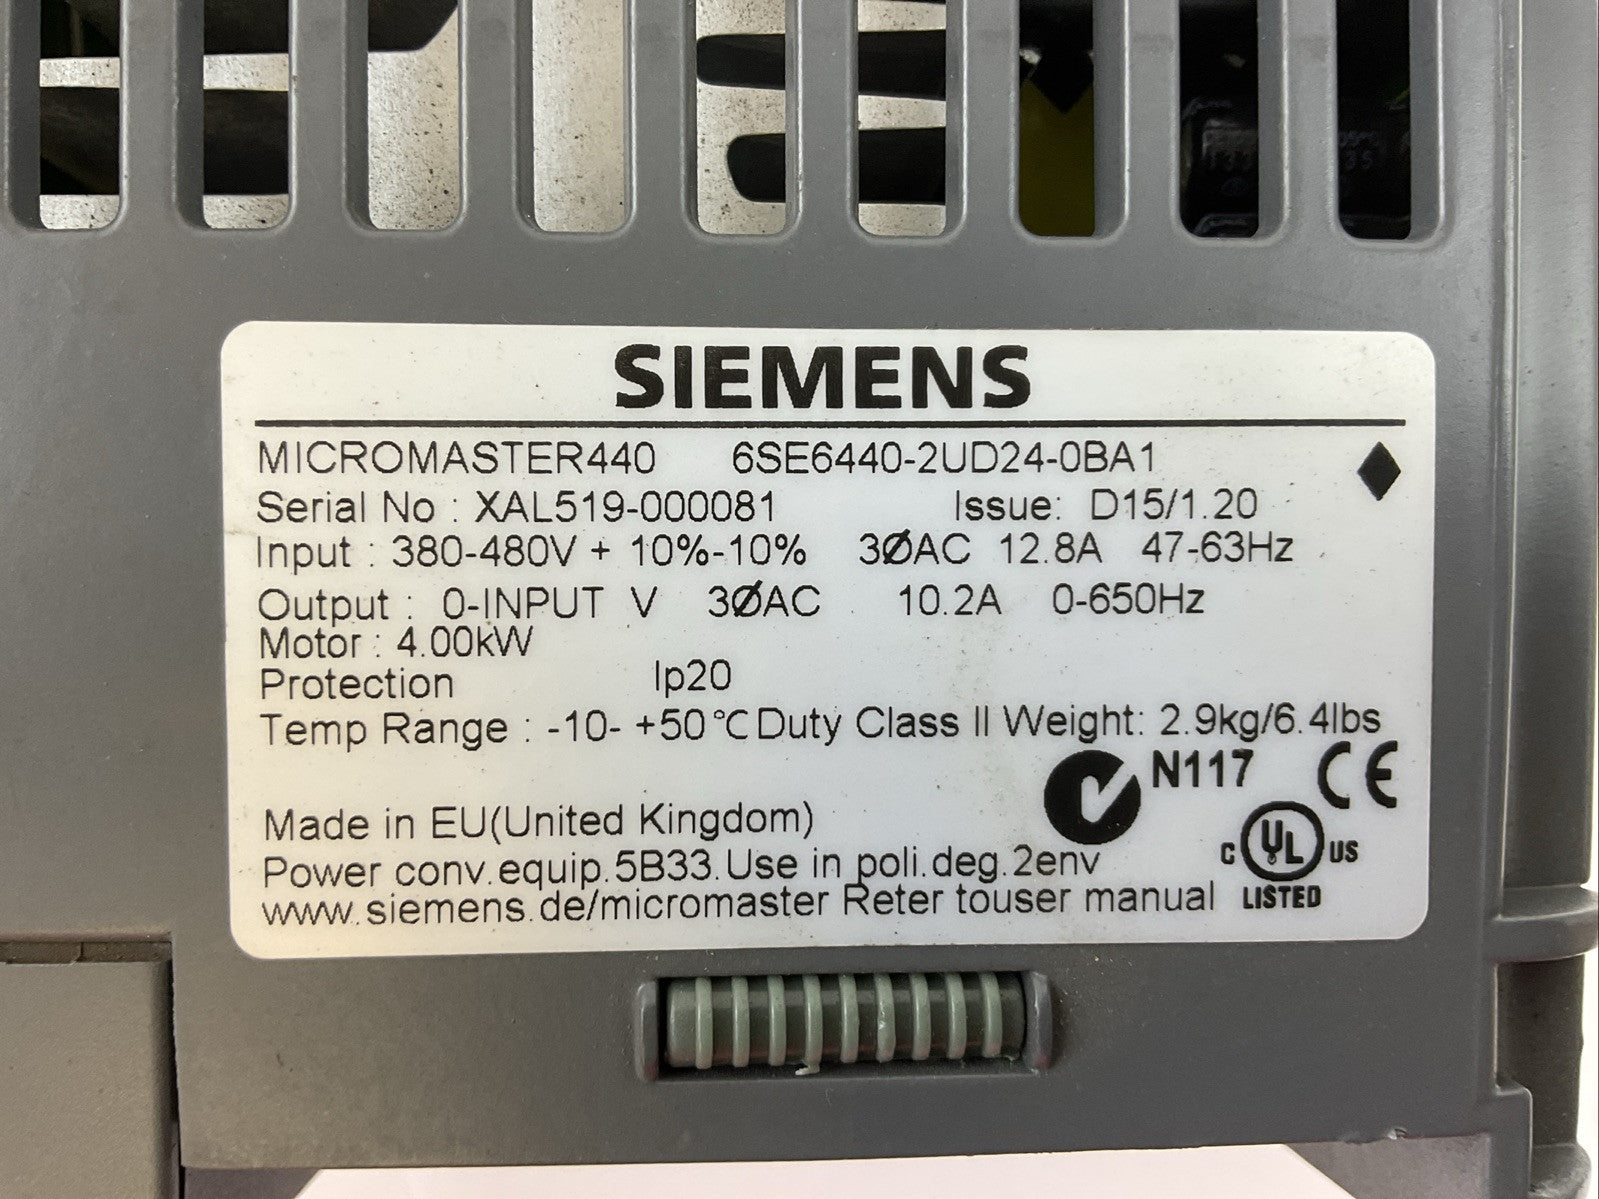 SIEMENS
MICROMASTER440 6SE6440-2UD24-0BA1
Serial No : XAL519-000081 Issue: D15/1.20
Input : 380-480V + 10%-10% 3ØAC 12.8A 47-63Hz
Output : 0-INPUT V 3ØAC 10.2A 0-650Hz
Motor : 4.00kW
Protection Ip20
Temp Range : -10- +50°C Duty Class II Weight: 2.9kg/6.4lbs
N117 CE
Made in EU(United Kingdom)
Power conv.equip.5B33.Use in poli.deg.2env
C UL US
www.siemens.de/micromaster Reter touser manual LISTED